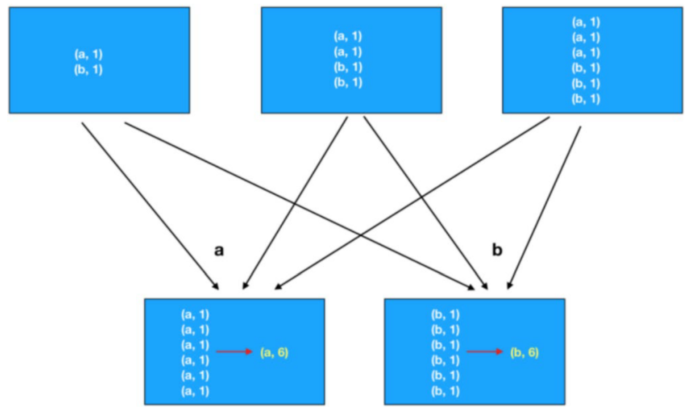 (a, 1)
(b, 1)
(a, 1)
(a, 1)
(b, 1)
(b, 1)
(a, 1)
(a, 1)
(a, 1)
(b, 1)
(b, 1)
(b, 1)
a
b
(a, 1)
(a, 1)
(a, 1)
(a, 1)
(a, 1)
(a, 1)
(a, 6)
(b, 1)
(b, 1)
(b, 1)
(b, 1)
(b, 1)
(b, 1)
(b, 6)